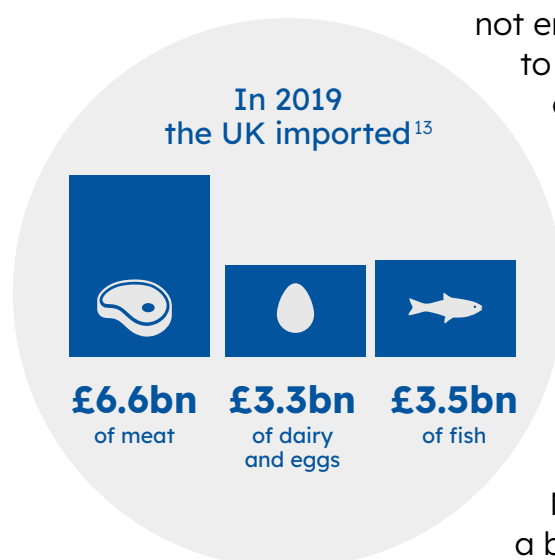 not
to
In 2019
the UK imported¹³
£6.6bn £3.3bn £3.5bn
of meat of dairy of fish
and eggs
a